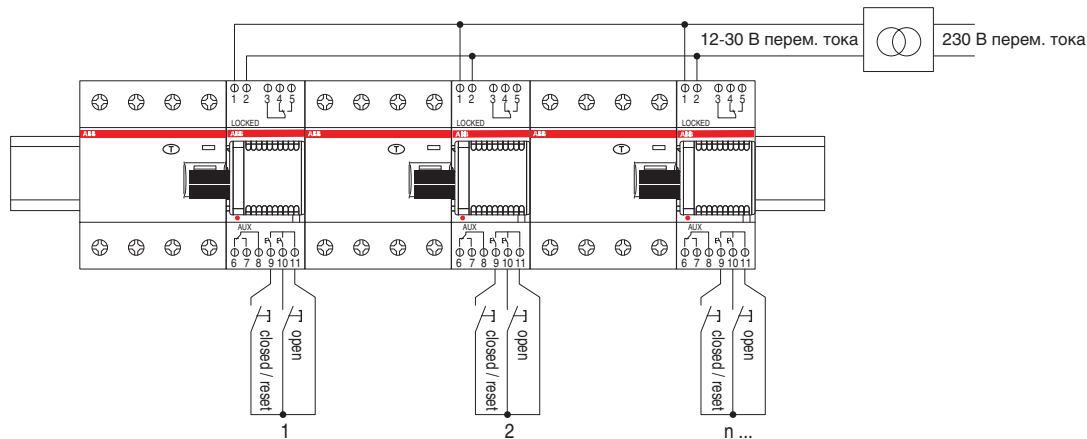 12-30 В перем. тока
230 В перем. тока
1 2 3 4 5
1 2 3 4 5
1 2 3 4 5
LOCKED
LOCKED
LOCKED
ABB
ABB
ABB
ABB
ABB
ABB
T
T
T
AUX
AUX
AUX
6 7 8 9 10 11
6 7 8 9 10 11
6 7 8 9 10 11
closed / reset
open
closed / reset
open
closed / reset
open
1
2
n ...